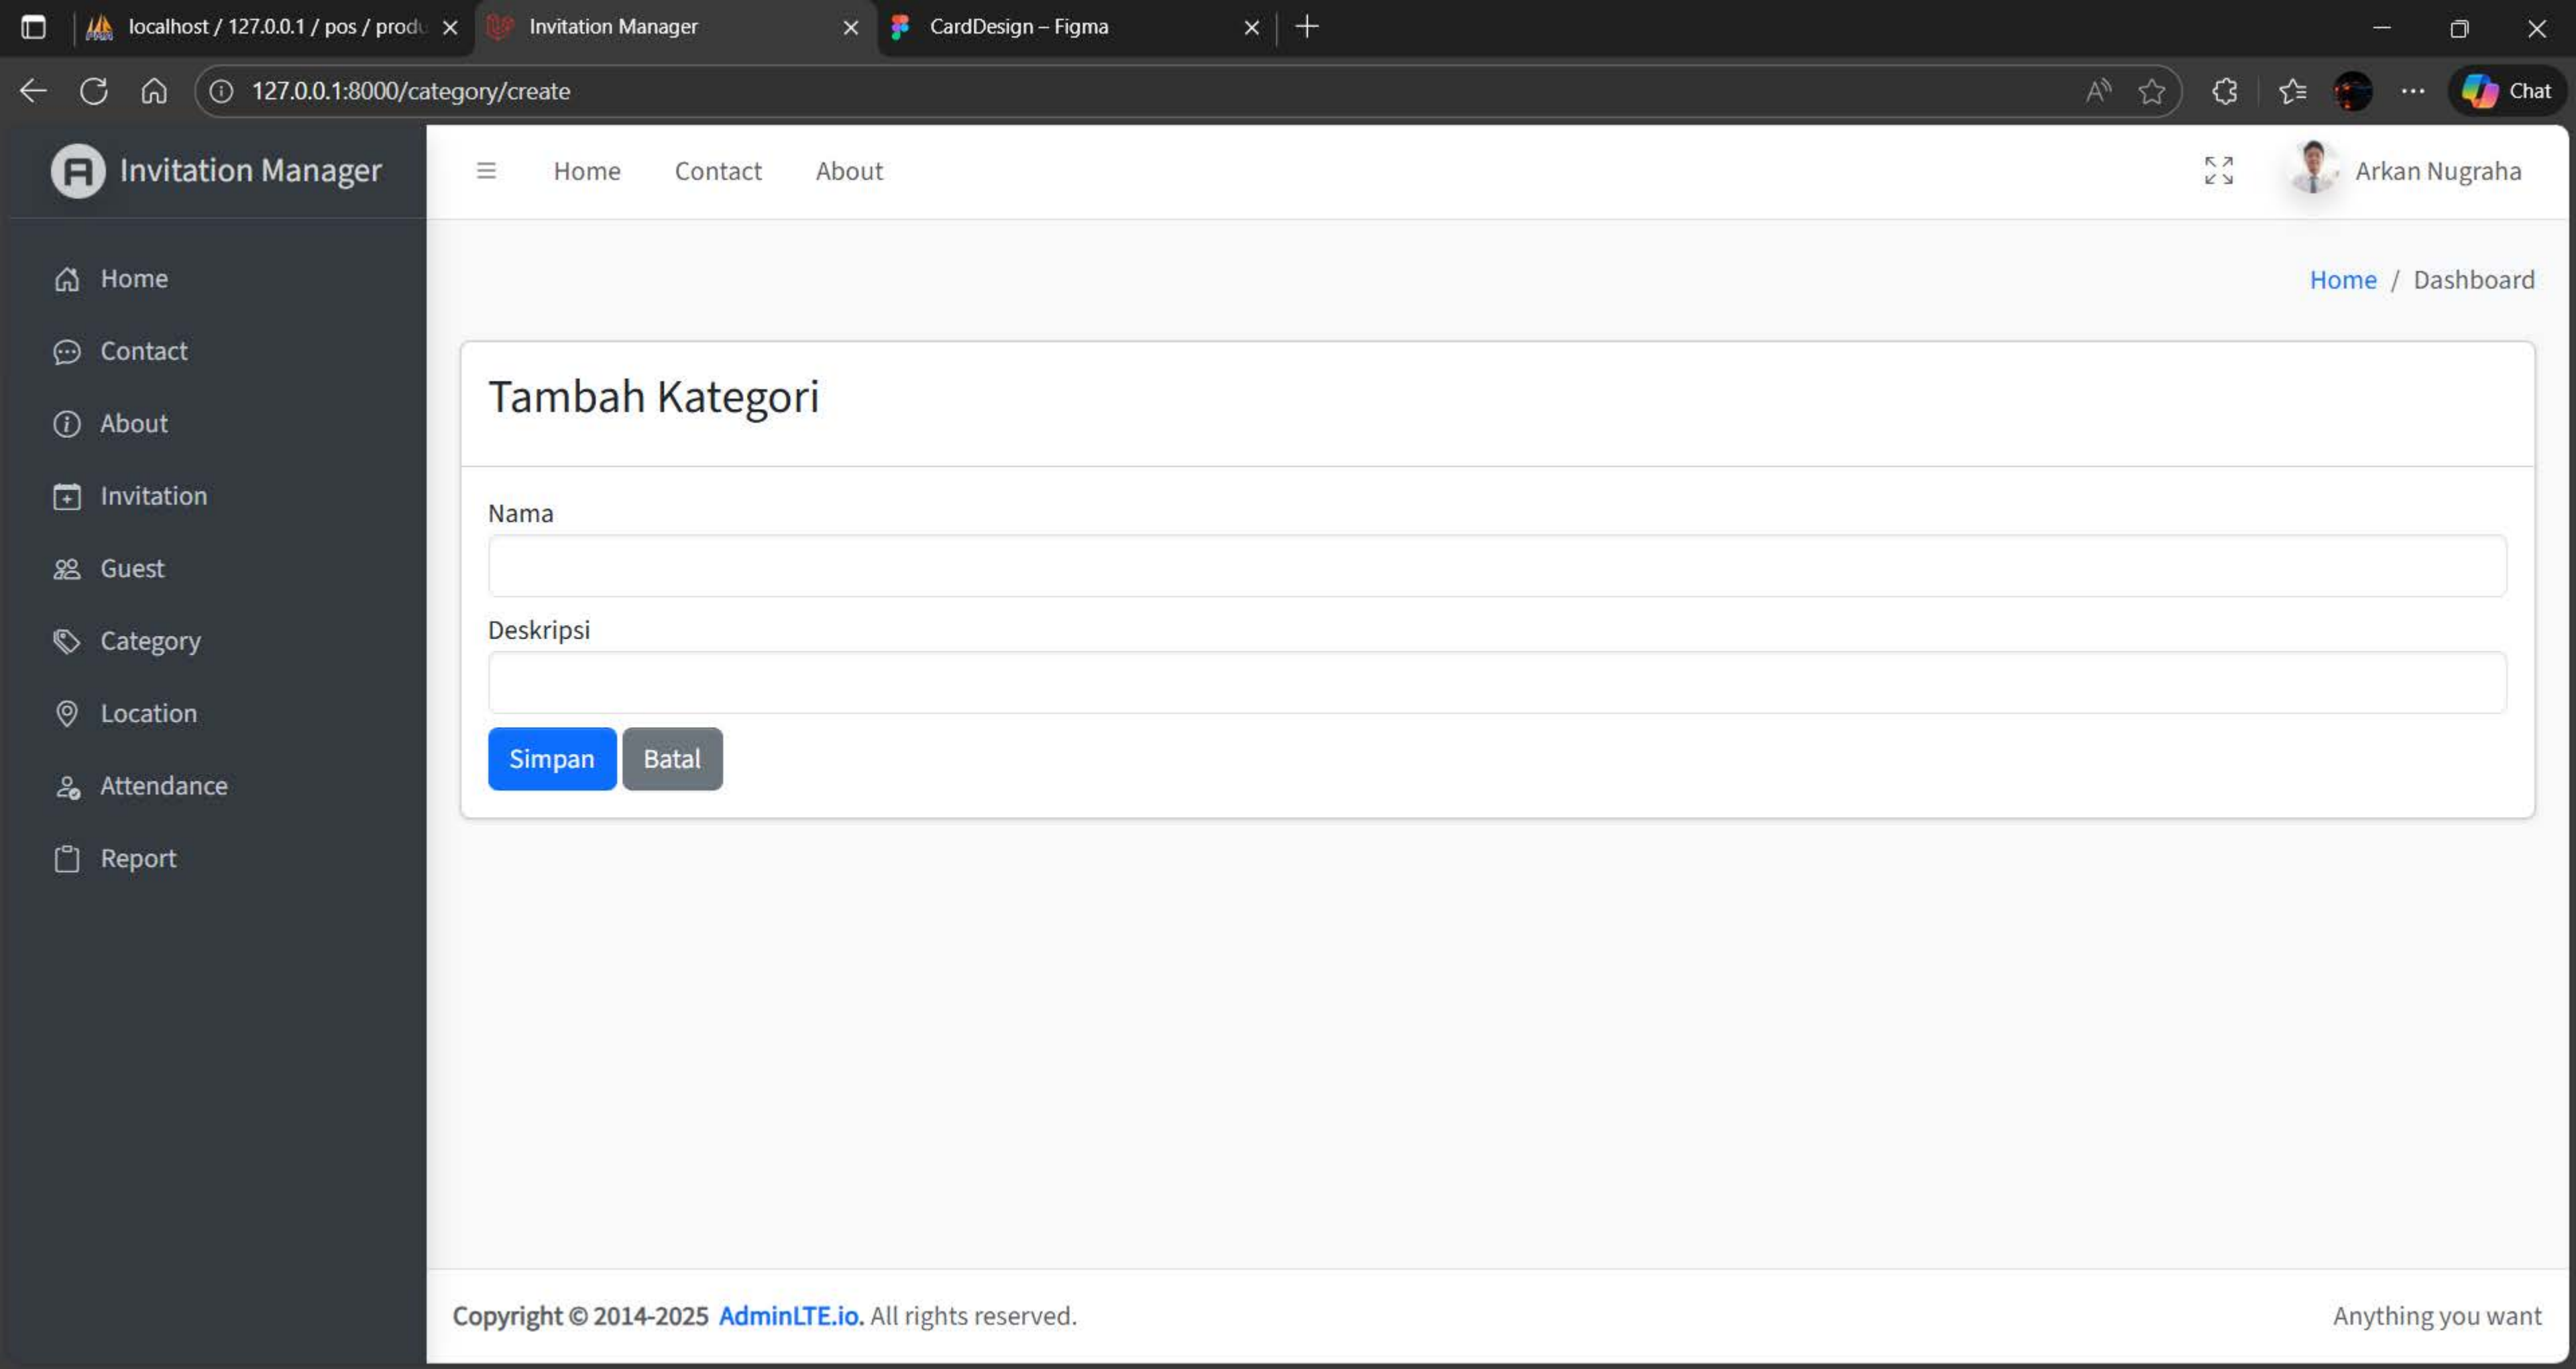 localhost / 127.0.0.1 / pos / produ
Invitation Manager
CardDesign – Figma
127.0.0.1:8000/category/create
Chat
Invitation Manager
Home
Contact
About
Arkan Nugraha
Home
Contact
About
Invitation
Guest
Category
Location
Attendance
Report
Home / Dashboard
Tambah Kategori
Nama
Deskripsi
Simpan
Batal
Copyright © 2014-2025 AdminLTE.io. All rights reserved.
Anything you want